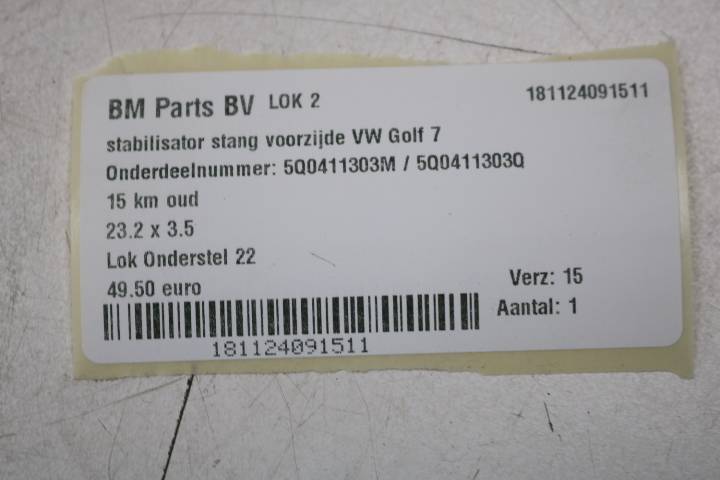 BM Parts BV LOK 2 181124091511
stabilisator stang voorzijde VW Golf 7
Onderdeelnummer: 5Q0411303M / 5Q0411303Q
15 km oud
23.2 x 3.5
Lok Onderstel 22
49.50 euro Verz: 15
Aantal: 1
181124091511